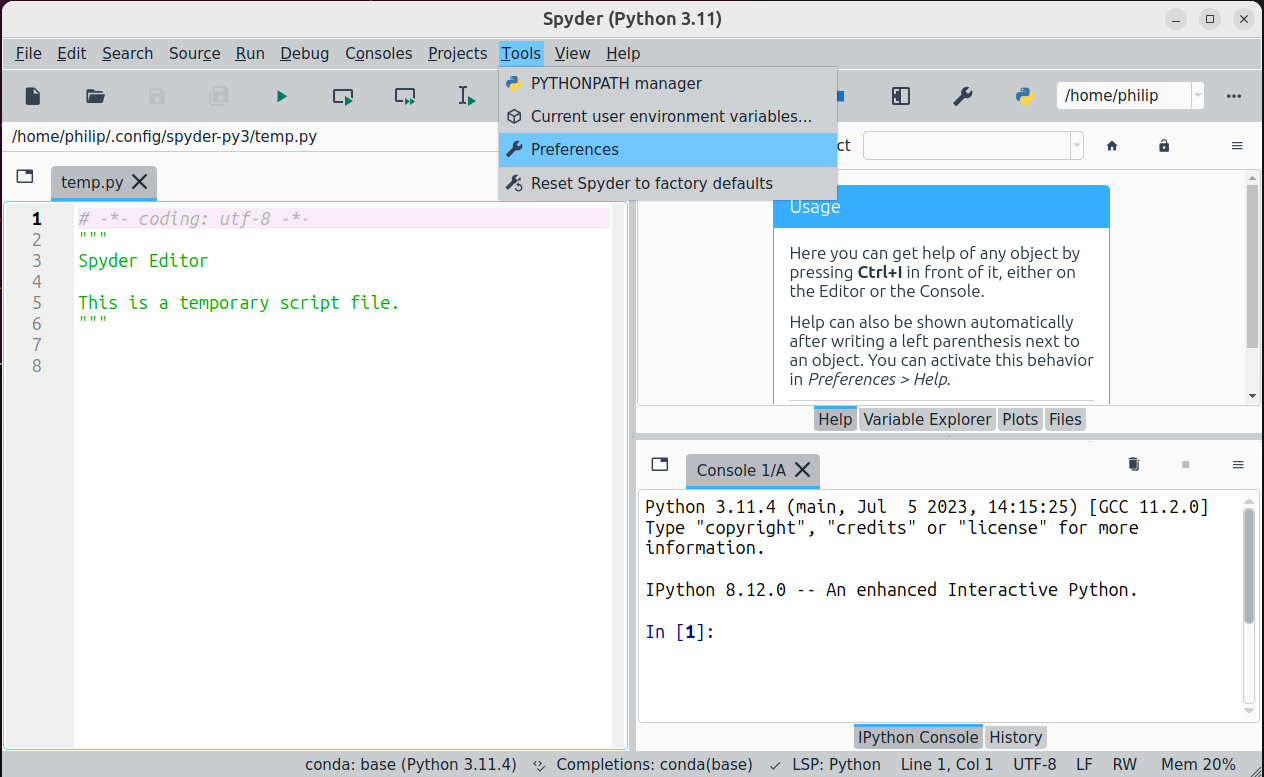 Spyder (Python 3.11)
File Edit Search Source Run Debug Consoles Projects Tools View Help
PYTHONPATH manager
Current user environment variables...
Preferences
Reset Spyder to factory defaults
/home/philip
/home/philip/.config/spyder-py3/temp.py
ct
temp.py
1 # -*- coding: utf-8 -*-
2 """
3 Spyder Editor
4
5 This is a temporary script file.
6 """
7
8
Usage
Here you can get help of any object by
pressing Ctrl+I in front of it, either on
the Editor or the Console.
Help can also be shown automatically
after writing a left parenthesis next to
an object. You can activate this behavior
in Preferences > Help.
Help Variable Explorer Plots Files
Console 1/A
Python 3.11.4 (main, Jul  5 2023, 14:15:25) [GCC 11.2.0]
Type "copyright", "credits" or "license" for more
information.
IPython 8.12.0 -- An enhanced Interactive Python.
In [1]:
IPython Console History
conda: base (Python 3.11.4) Completions: conda(base) LSP: Python Line 1, Col 1 UTF-8 LF RW Mem 20%